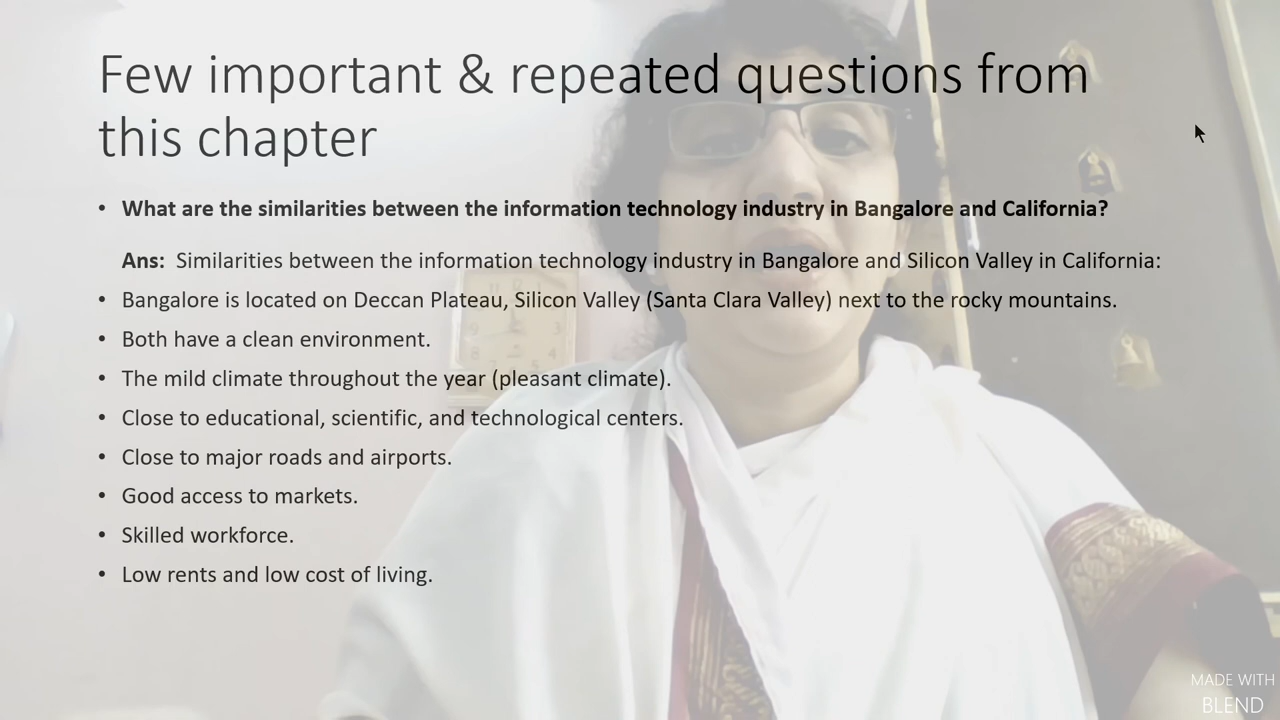 Few important & repeated questions from
this chapter
• What are the similarities between the information technology industry in Bangalore and California?
Ans: Similarities between the information technology industry in Bangalore and Silicon Valley in California:
• Bangalore is located on Deccan Plateau, Silicon Valley (Santa Clara Valley) next to the rocky mountains.
• Both have a clean environment.
• The mild climate throughout the year (pleasant climate).
• Close to educational, scientific, and technological centers.
• Close to major roads and airports.
• Good access to markets.
• Skilled workforce.
• Low rents and low cost of living.
MADE WITH
BLEND